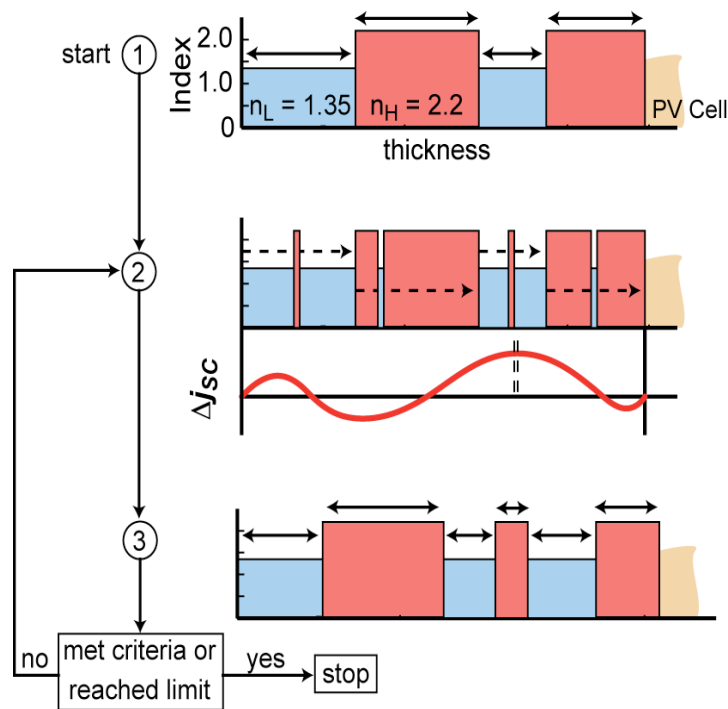 start
1
Index
2.0
1.0
0
n_L = 1.35
n_H = 2.2
PV Cell
thickness
2
Δj_SC
3
no
met criteria or
reached limit
yes
stop